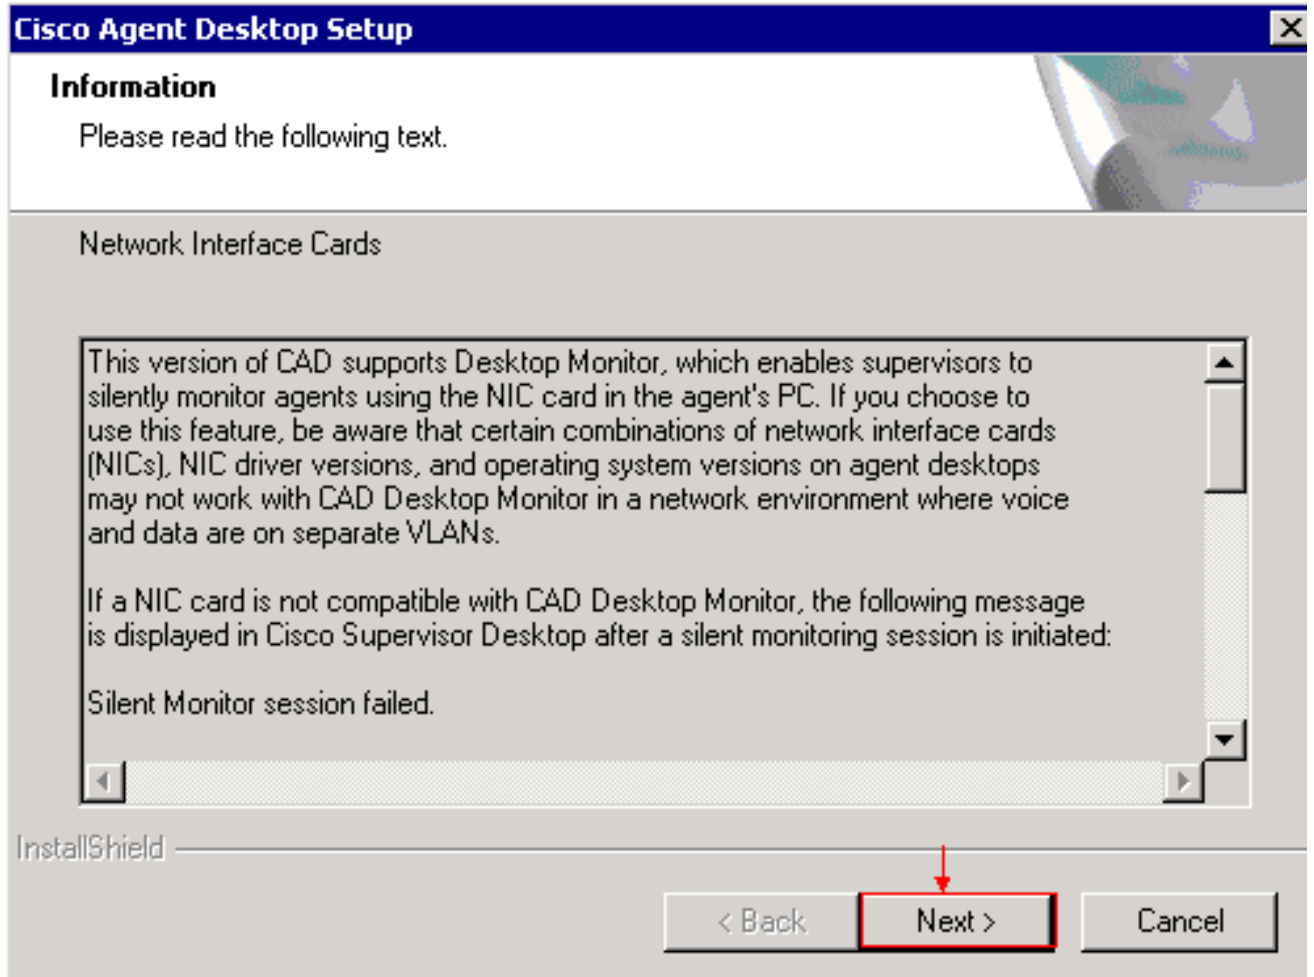 Cisco Agent Desktop Setup
Information
Please read the following text.
Network Interface Cards
This version of CAD supports Desktop Monitor, which enables supervisors to
silently monitor agents using the NIC card in the agent's PC. If you choose to
use this feature, be aware that certain combinations of network interface cards
(NICs), NIC driver versions, and operating system versions on agent desktops
may not work with CAD Desktop Monitor in a network environment where voice
and data are on separate VLANs.
If a NIC card is not compatible with CAD Desktop Monitor, the following message
is displayed in Cisco Supervisor Desktop after a silent monitoring session is initiated:
Silent Monitor session failed.
InstallShield
< Back
Next >
Cancel